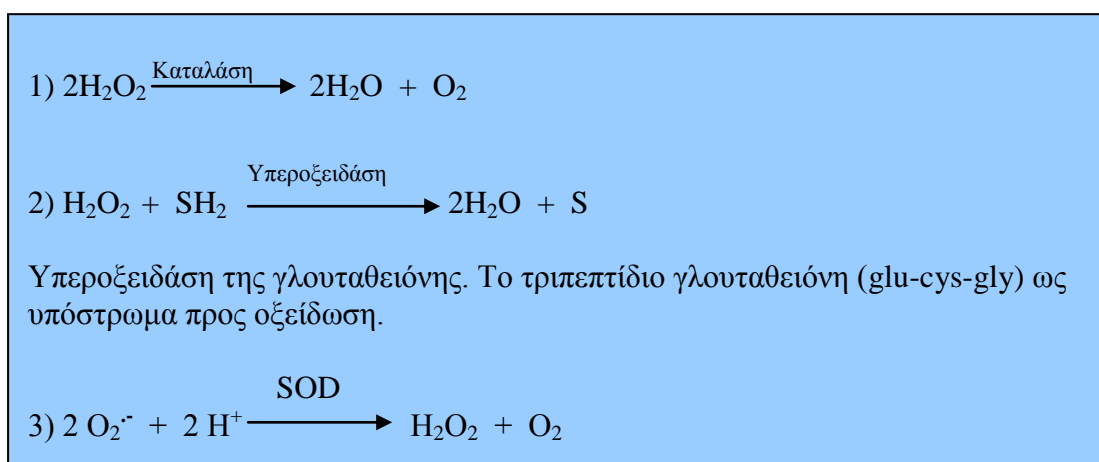 Καταλάση
1) 2H₂O₂ ⟶ 2H₂O + O₂
Υπεροξειδάση
2) H₂O₂ + SH₂ ⟶ 2H₂O + S
Υπεροξειδάση της γλουταθειόνης. Το τριπεπτίδιο γλουταθειόνη (glu-cys-gly) ως
υπόστρωμα προς οξείδωση.
SOD
3) 2 O₂·⁻ + 2 H⁺ ⟶ H₂O₂ + O₂